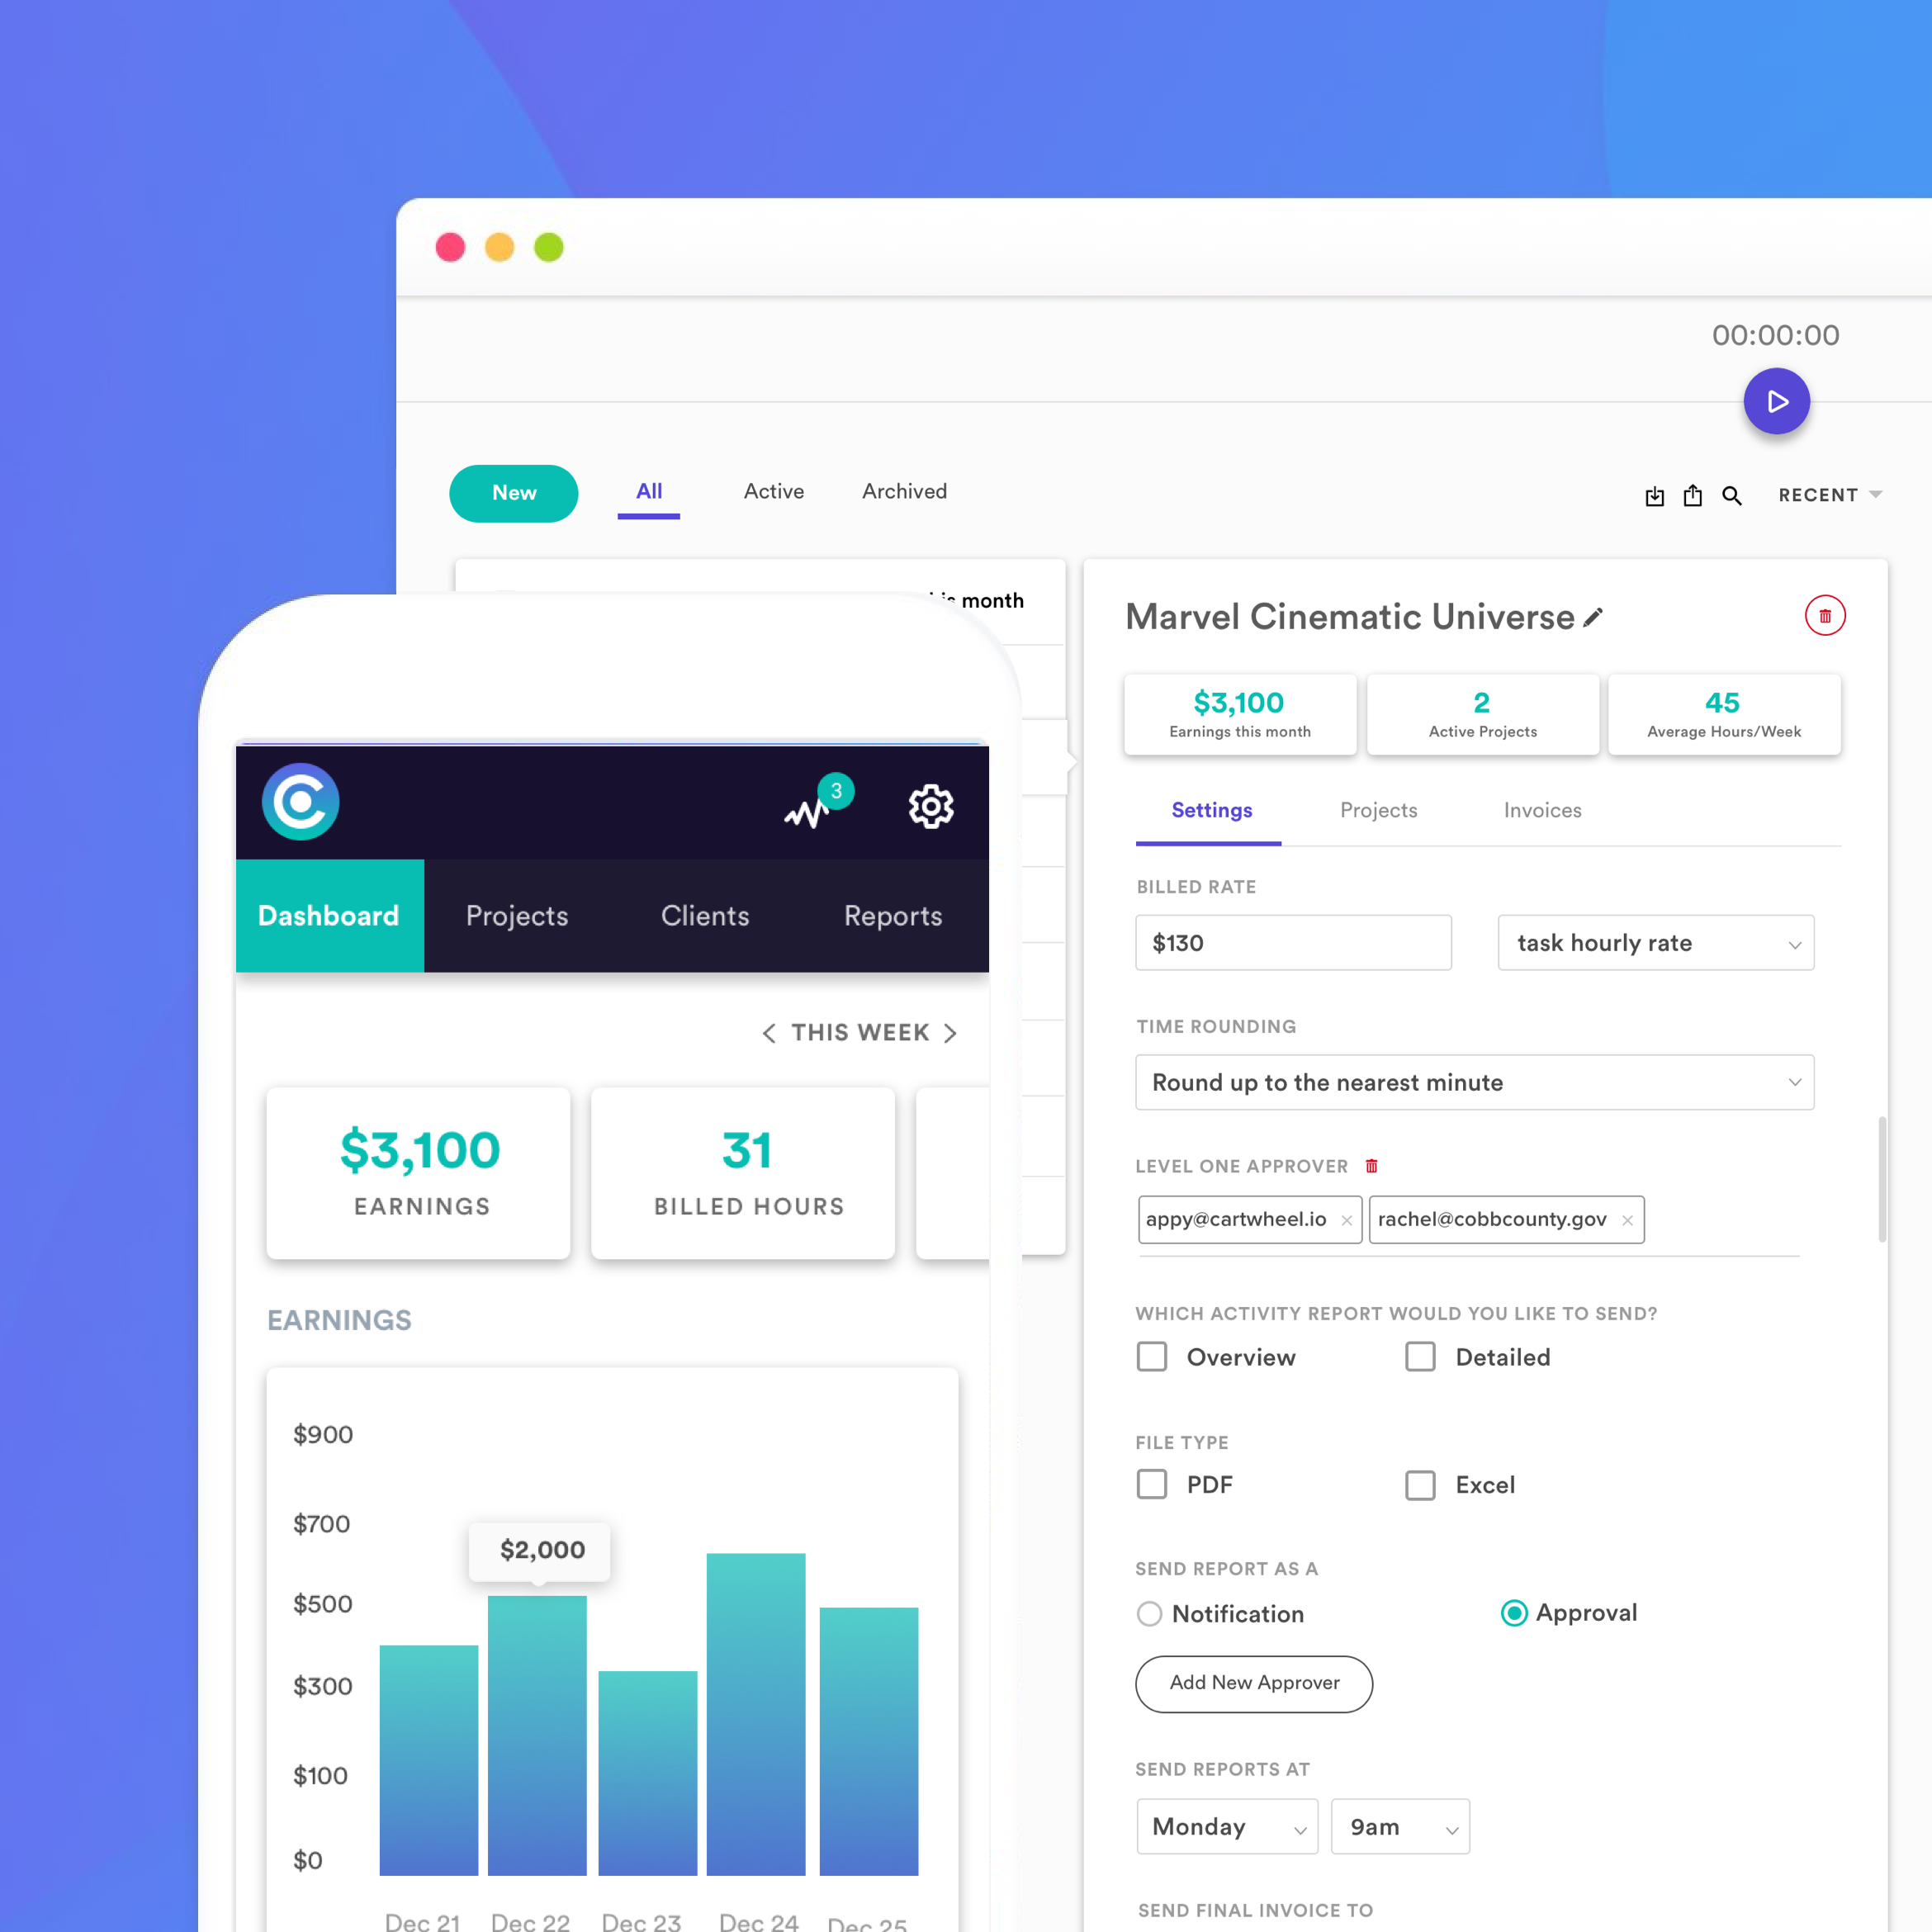 00:00:00
New
All
Active
Archived
RECENT
month
Marvel Cinematic Universe
$3,100
Earnings this month
2
Active Projects
45
Average Hours/Week
Settings
Projects
Invoices
BILLED RATE
$130
task hourly rate
TIME ROUNDING
Round up to the nearest minute
LEVEL ONE APPROVER
appy@cartwheel.io
rachel@cobbcounty.gov
WHICH ACTIVITY REPORT WOULD YOU LIKE TO SEND?
Overview
Detailed
FILE TYPE
PDF
Excel
SEND REPORT AS A
Notification
Approval
Add New Approver
SEND REPORTS AT
Monday
9am
SEND FINAL INVOICE TO
3
Dashboard
Projects
Clients
Reports
THIS WEEK
$3,100
EARNINGS
31
BILLED HOURS
EARNINGS
$900
$700
$500
$300
$100
$0
$2,000
Dec 21
Dec 22
Dec 23
Dec 24
Dec 25